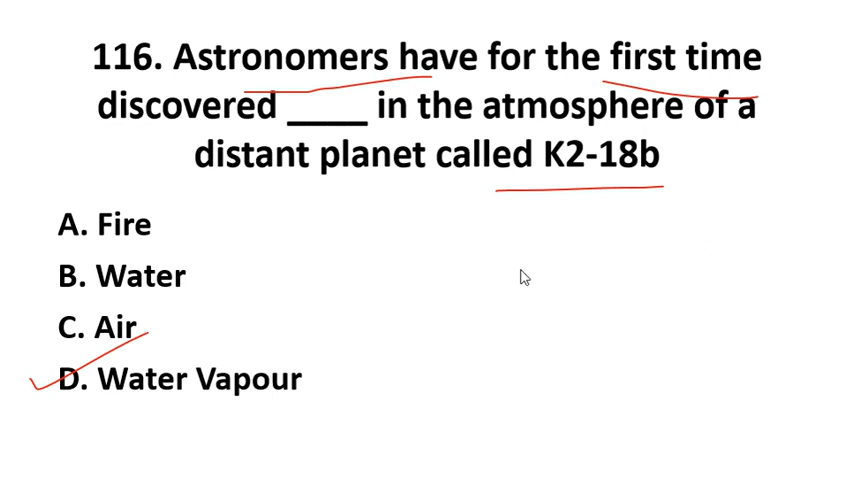 116. Astronomers have for the first time
discovered ____ in the atmosphere of a
distant planet called K2-18b
A. Fire
B. Water
C. Air
D. Water Vapour